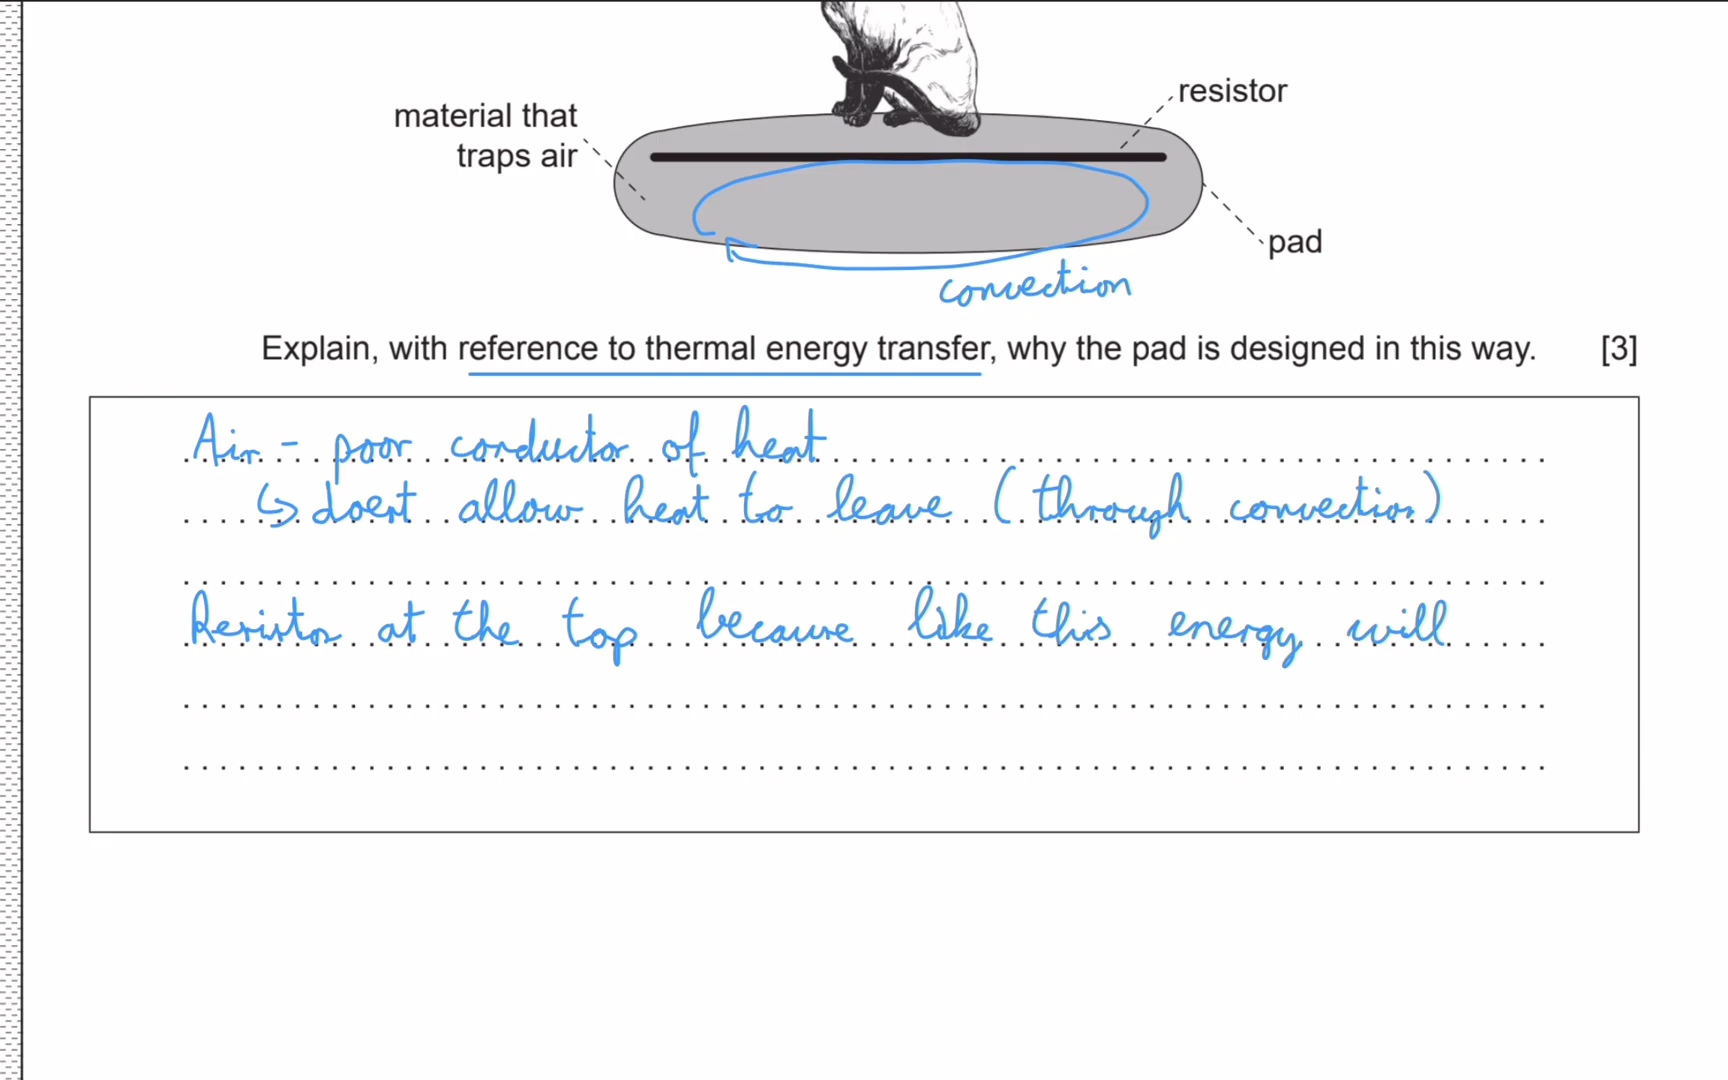 resistor
material that
traps air
pad
convection
Explain, with reference to thermal energy transfer, why the pad is designed in this way. [3]
Air - poor conductor of heat
↳ doesn't allow heat to leave (through convection)
Resistor at the top because like this energy will